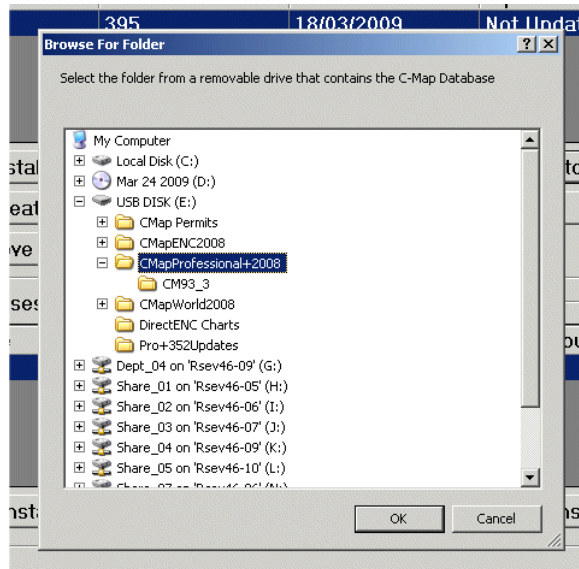 395 18/03/2009 Not Updat
Browse For Folder
Select the folder from a removable drive that contains the C-Map Database
My Computer
Local Disk (C:)
Mar 24 2009 (D:)
USB DISK (E:)
CMap Permits
CMapENC2008
CMapProfessional+2008
CM93_3
CMapWorld2008
DirectENC Charts
Pro+352Updates
Dept_04 on 'Rsev46-09' (G:)
Share_01 on 'Rsev46-05' (H:)
Share_02 on 'Rsev46-06' (I:)
Share_03 on 'Rsev46-07' (J:)
Share_04 on 'Rsev46-09' (K:)
Share_05 on 'Rsev46-10' (L:)
OK Cancel